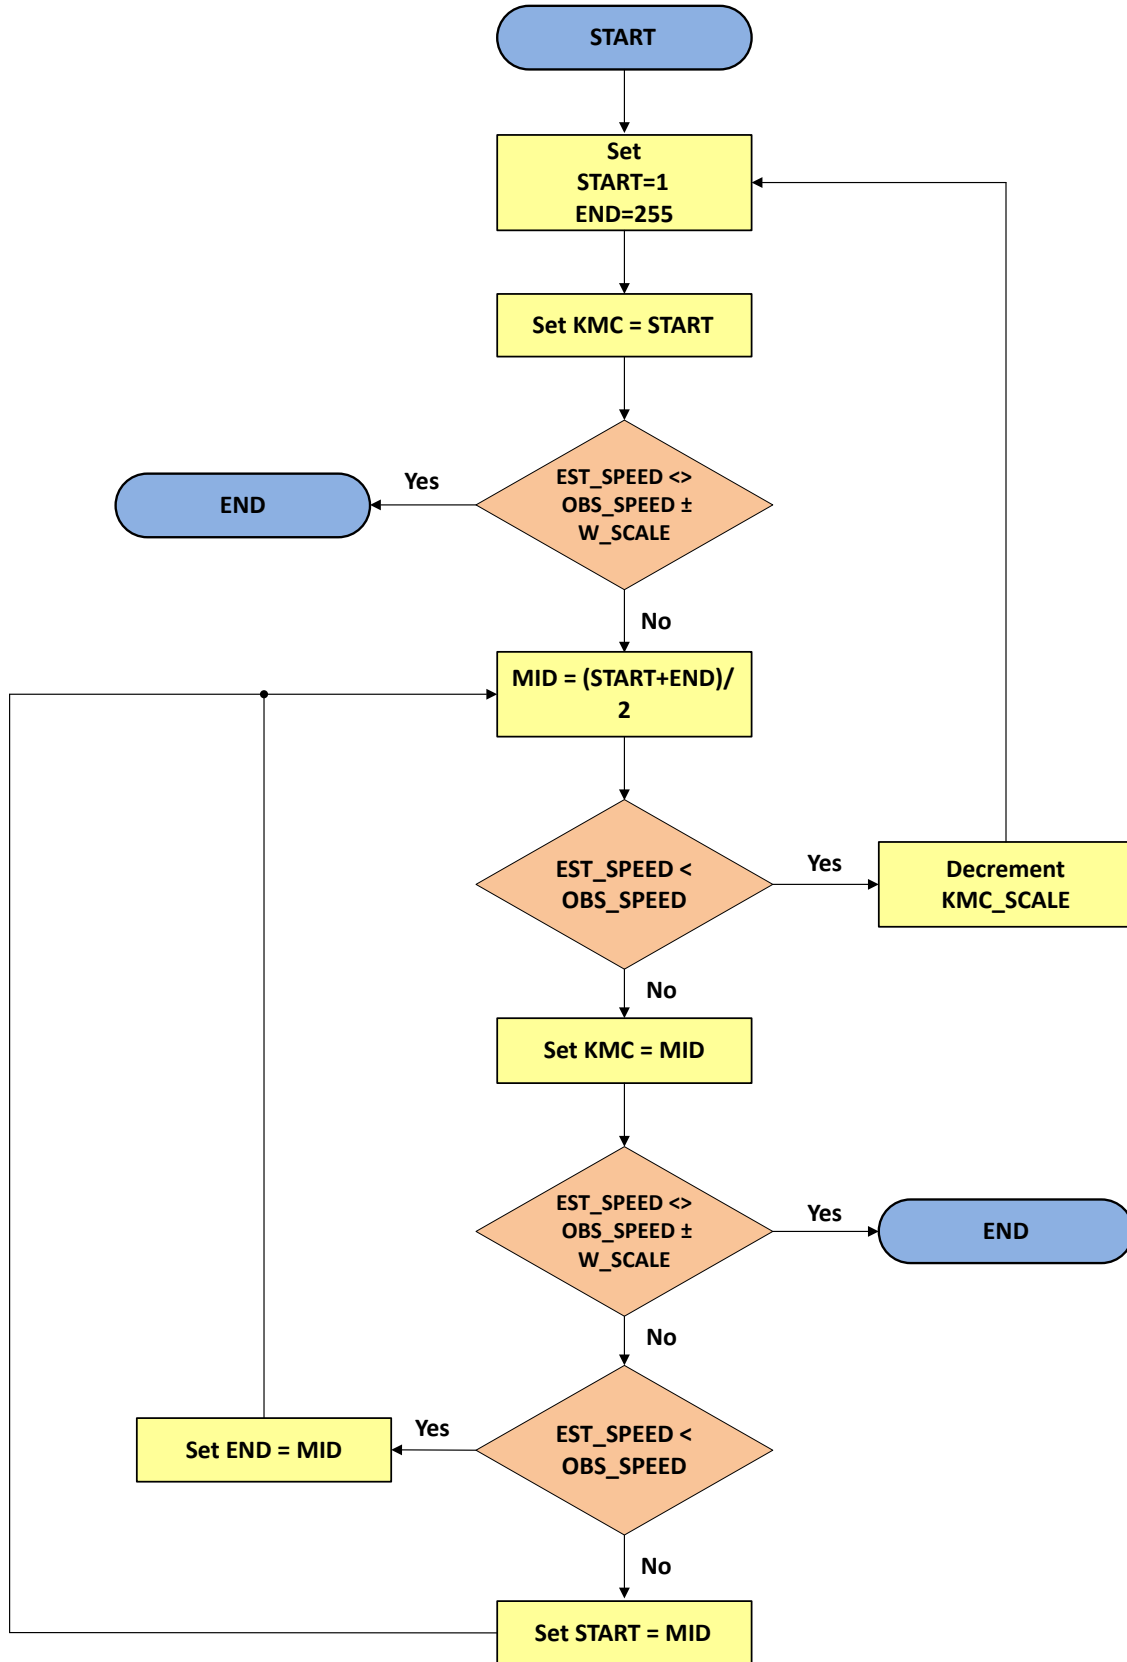 START
Set
START=1
END=255
Set KMC = START
EST_SPEED <>
OBS_SPEED ±
W_SCALE
Yes
END
No
MID = (START+END)/
2
EST_SPEED <
OBS_SPEED
Yes
Decrement
KMC_SCALE
No
Set KMC = MID
EST_SPEED <>
OBS_SPEED ±
W_SCALE
Yes
END
No
EST_SPEED <
OBS_SPEED
Yes
Set END = MID
No
Set START = MID